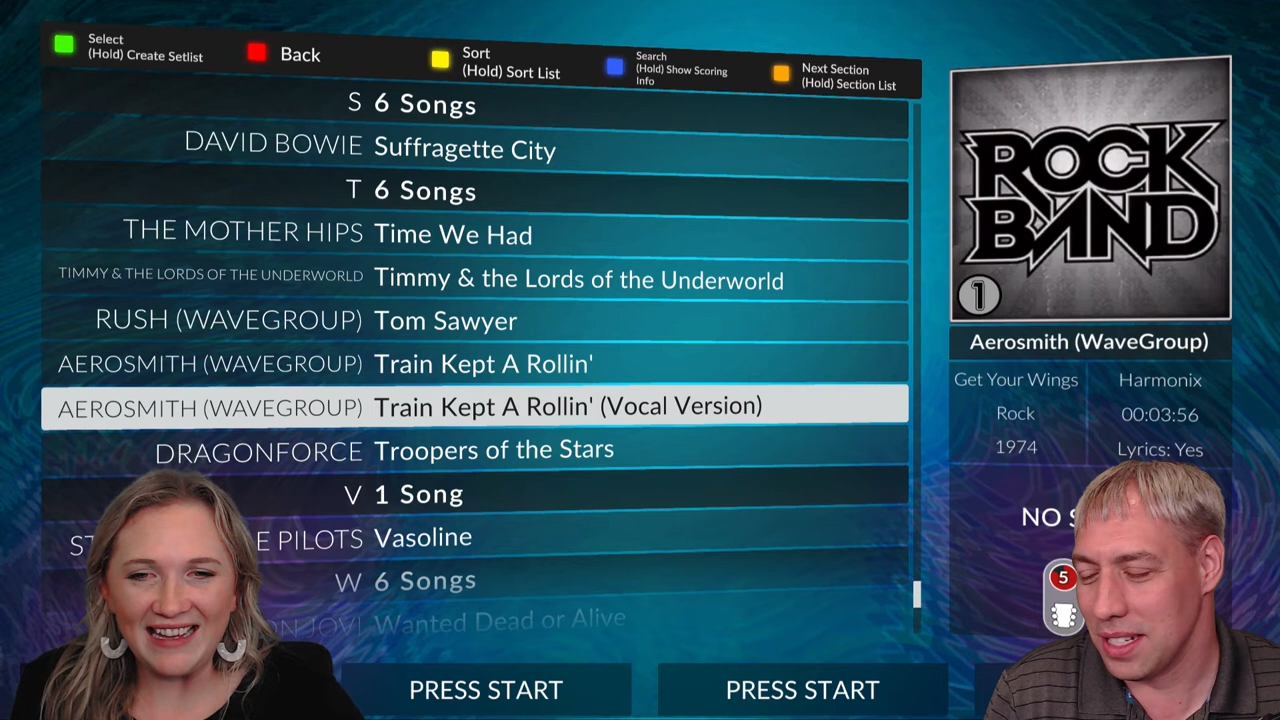 Select
(Hold) Create Setlist
Back
Sort
(Hold) Sort List
Search
(Hold) Show Scoring
Info
Next Section
(Hold) Section List
S 6 Songs
DAVID BOWIE Suffragette City
T 6 Songs
THE MOTHER HIPS Time We Had
TIMMY & THE LORDS OF THE UNDERWORLD Timmy & the Lords of the Underworld
RUSH (WAVEGROUP) Tom Sawyer
AEROSMITH (WAVEGROUP) Train Kept A Rollin'
AEROSMITH (WAVEGROUP) Train Kept A Rollin' (Vocal Version)
DRAGONFORCE Troopers of the Stars
V 1 Song
ST E PILOTS Vasoline
W 6 Songs
ON JOVI Wanted Dead or Alive
ROCK
BAND
1
Aerosmith (WaveGroup)
Get Your Wings Harmonix
Rock 00:03:56
1974 Lyrics: Yes
NO
5
PRESS START
PRESS START